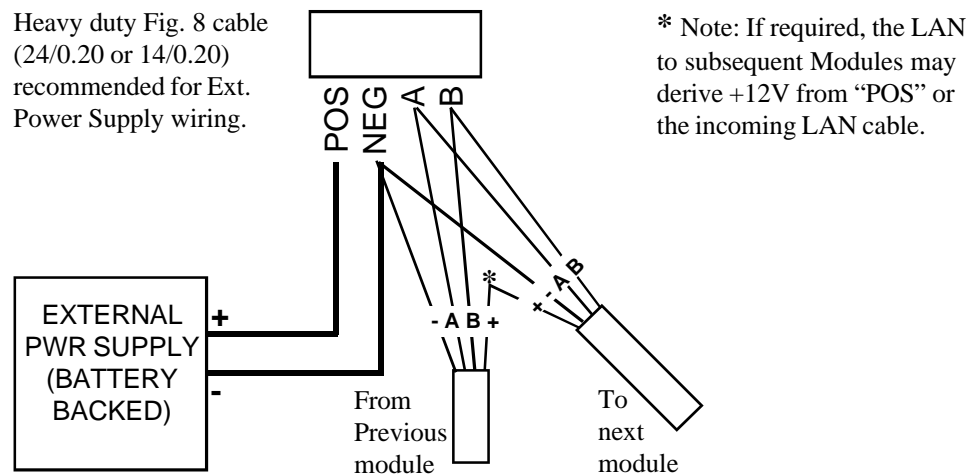 Heavy duty Fig. 8 cable
(24/0.20 or 14/0.20)
recommended for Ext.
Power Supply wiring.
* Note: If required, the LAN
to subsequent Modules may
derive +12V from “POS” or
the incoming LAN cable.
POS
NEG
A
B
*
- A B +
+ - A B
EXTERNAL
PWR SUPPLY
(BATTERY
BACKED)
+
-
From
Previous
module
To
next
module